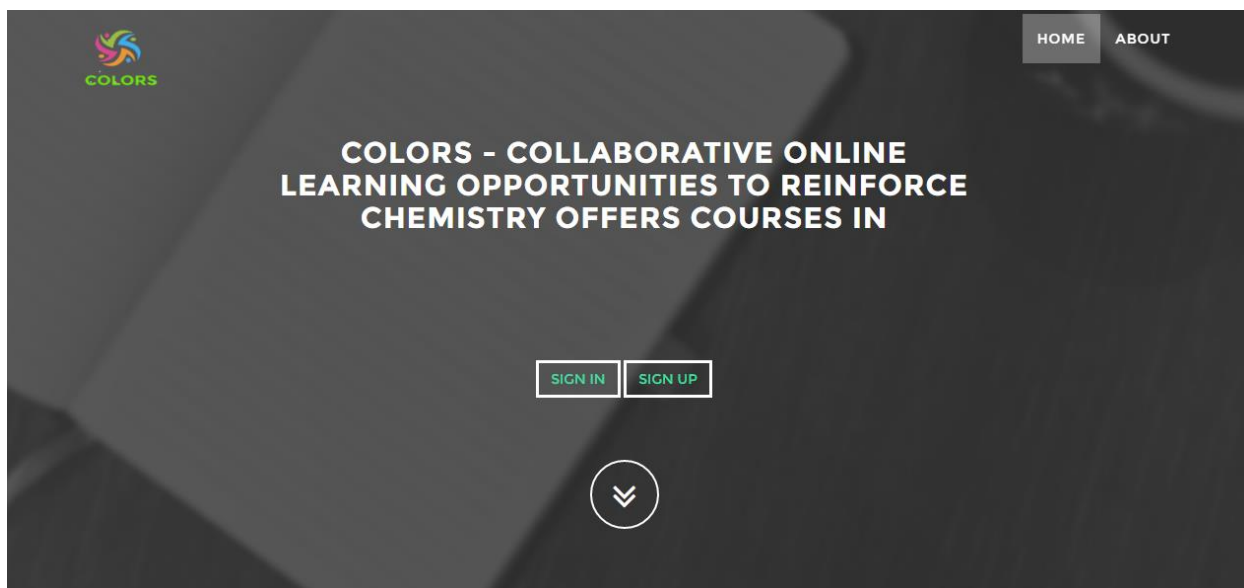 COLORS
HOME ABOUT
COLORS - COLLABORATIVE ONLINE
LEARNING OPPORTUNITIES TO REINFORCE
CHEMISTRY OFFERS COURSES IN
SIGN IN SIGN UP